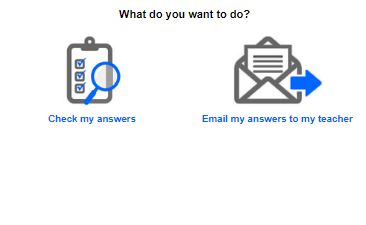 What do you want to do?
Check my answers
Email my answers to my teacher